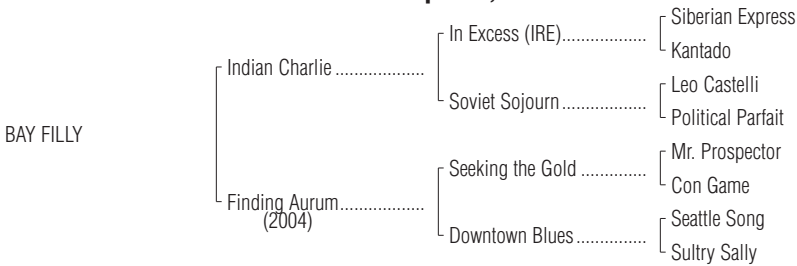 Siberian Express
In Excess (IRE)..................
Kantado
Indian Charlie ....................
Leo Castelli
Soviet Sojourn..................
Political Parfait
BAY FILLY
Mr. Prospector
Seeking the Gold ..............
Con Game
Finding Aurum...................
(2004)
Seattle Song
Downtown Blues...............
Sultry Sally